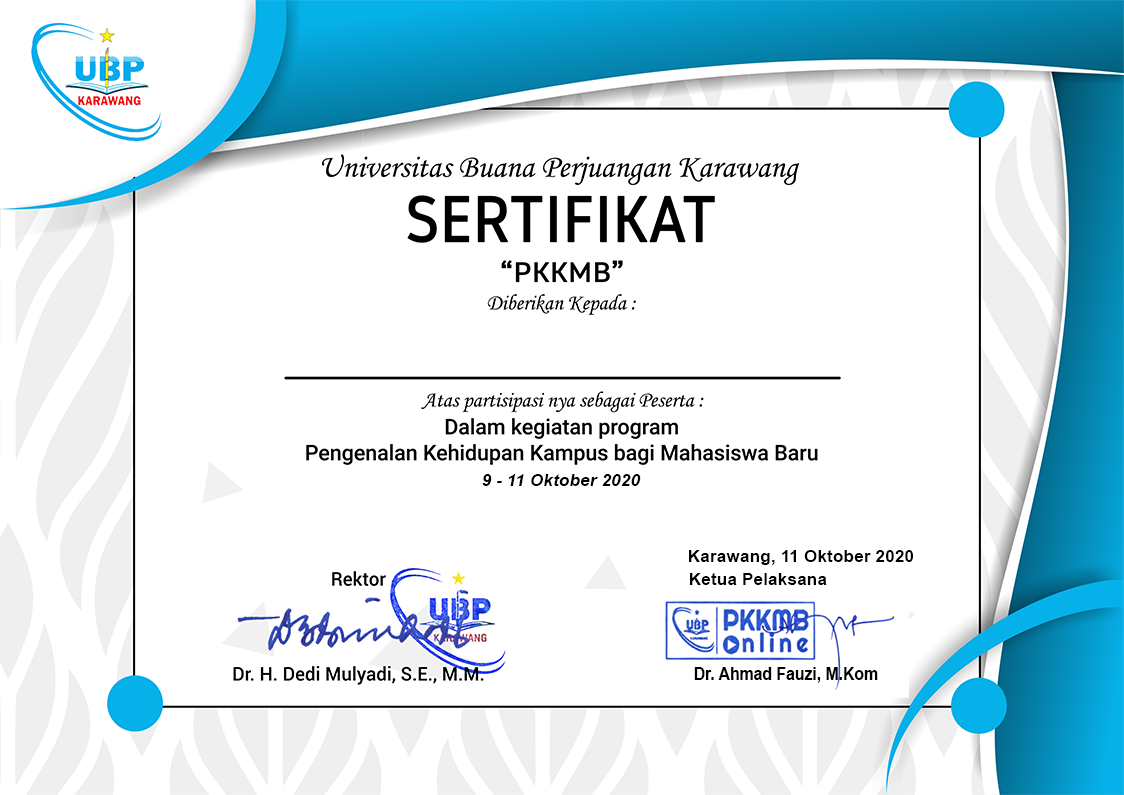 UBP
KARAWANG
Universitas Buana Perjuangan Karawang
SERTIFIKAT
“PKKMB”
Diberikan Kepada :
Atas partisipasi nya sebagai Peserta :
Dalam kegiatan program
Pengenalan Kehidupan Kampus bagi Mahasiswa Baru
9 - 11 Oktober 2020
Karawang, 11 Oktober 2020
Rektor
Ketua Pelaksana
UBP
KARAWANG
UBP
KARAWANG
PKKMB
Online
Dr. H. Dedi Mulyadi, S.E., M.M.
Dr. Ahmad Fauzi, M.Kom